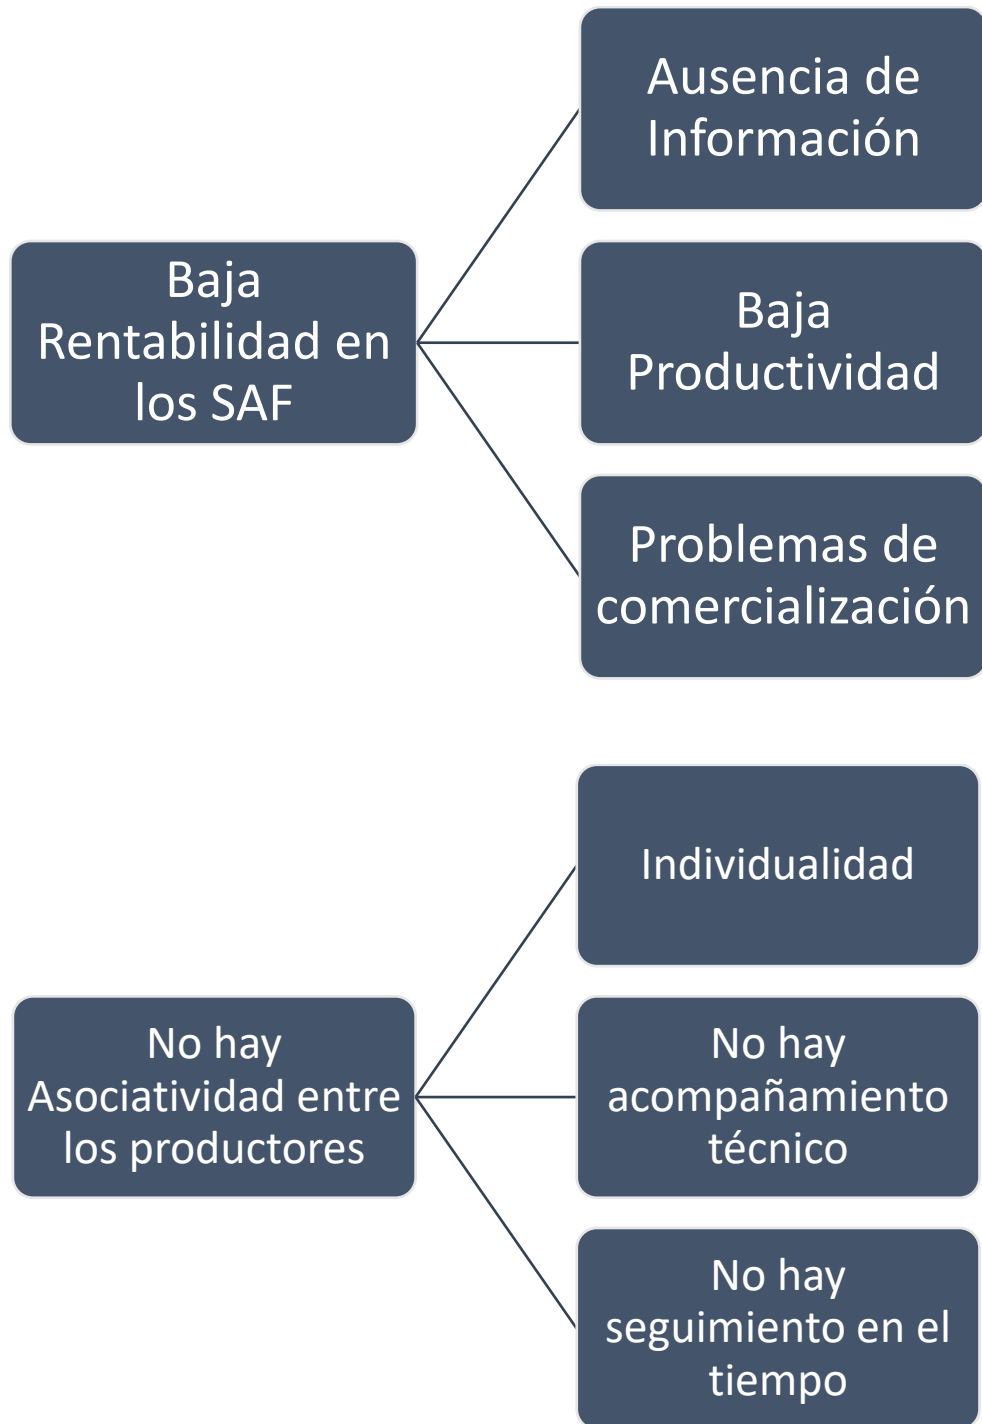 Ausencia de
Información
Baja
Rentabilidad en
los SAF
Baja
Productividad
Problemas de
comercialización
Individualidad
No hay
Asociatividad entre
los productores
No hay
acompañamiento
técnico
No hay
seguimiento en el
tiempo